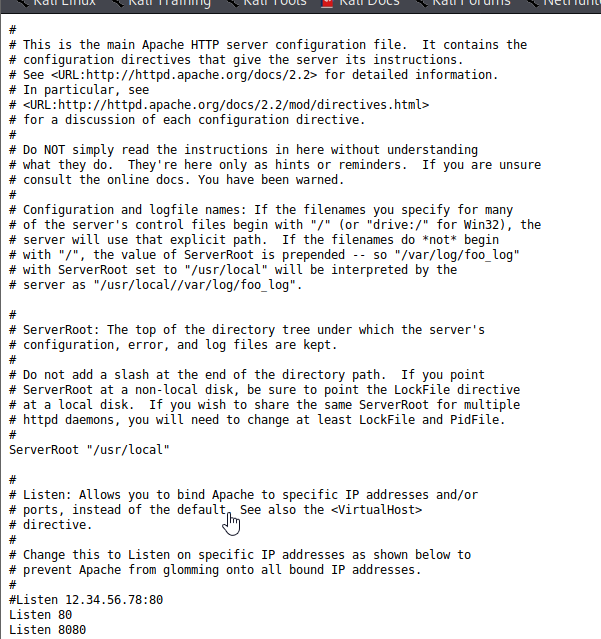 Kali Linux Kali Training Kali Tools Kali Docs Kali Forums NetHunt
#
# This is the main Apache HTTP server configuration file.  It contains the
# configuration directives that give the server its instructions.
# See <URL:http://httpd.apache.org/docs/2.2> for detailed information.
# In particular, see
# <URL:http://httpd.apache.org/docs/2.2/mod/directives.html>
# for a discussion of each configuration directive.
#
# Do NOT simply read the instructions in here without understanding
# what they do.  They're here only as hints or reminders.  If you are unsure
# consult the online docs. You have been warned.
#
# Configuration and logfile names: If the filenames you specify for many
# of the server's control files begin with "/" (or "drive:/" for Win32), the
# server will use that explicit path.  If the filenames do *not* begin
# with "/", the value of ServerRoot is prepended -- so "/var/log/foo_log"
# with ServerRoot set to "/usr/local" will be interpreted by the
# server as "/usr/local//var/log/foo_log".
#
# ServerRoot: The top of the directory tree under which the server's
# configuration, error, and log files are kept.
#
# Do not add a slash at the end of the directory path.  If you point
# ServerRoot at a non-local disk, be sure to point the LockFile directive
# at a local disk.  If you wish to share the same ServerRoot for multiple
# httpd daemons, you will need to change at least LockFile and PidFile.
#
ServerRoot "/usr/local"
#
# Listen: Allows you to bind Apache to specific IP addresses and/or
# ports, instead of the default. See also the <VirtualHost>
# directive.
#
# Change this to Listen on specific IP addresses as shown below to
# prevent Apache from glomming onto all bound IP addresses.
#
#Listen 12.34.56.78:80
Listen 80
Listen 8080